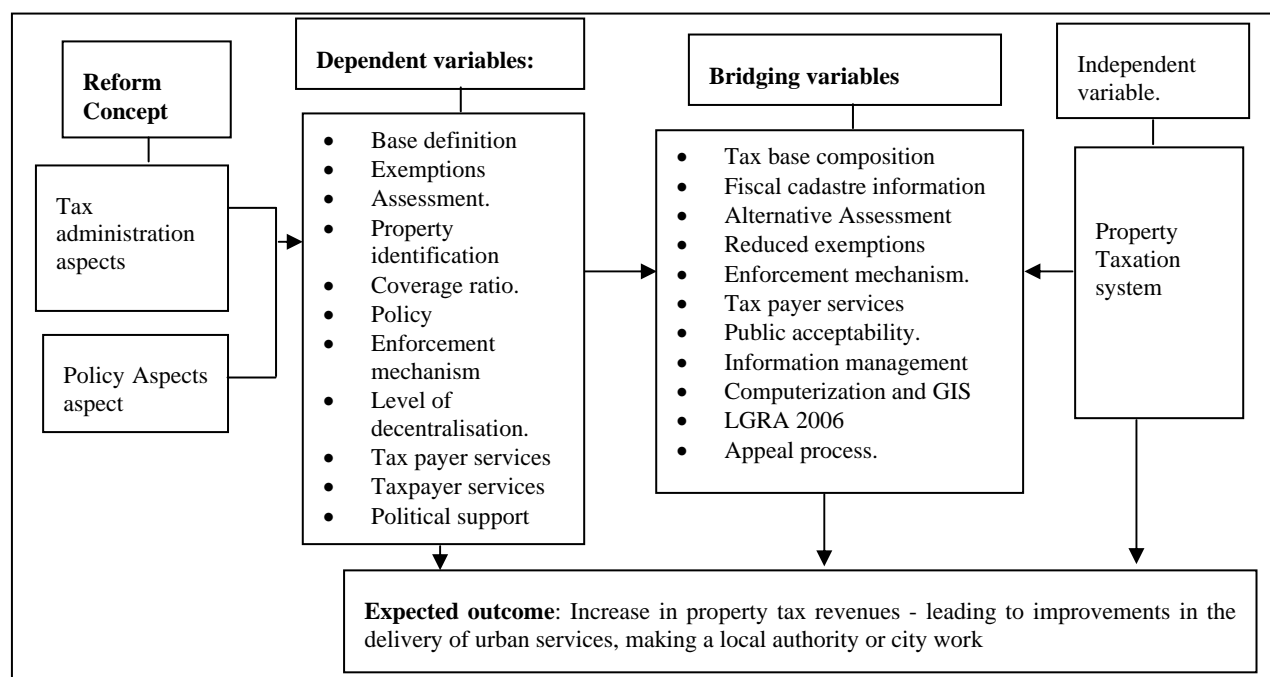 Reform
Concept
Tax
administration
aspects
Policy Aspects
aspect
Dependent variables:
• Base definition
• Exemptions
• Assessment.
• Property
identification
• Coverage ratio.
• Policy
• Enforcement
mechanism
• Level of
decentralisation.
• Tax payer services
• Taxpayer services
• Political support
Bridging variables
• Tax base composition
• Fiscal cadastre information
• Alternative Assessment
• Reduced exemptions
• Enforcement mechanism.
• Tax payer services
• Public acceptability.
• Information management
• Computerization and GIS
• LGRA 2006
• Appeal process.
Independent
variable.
Property
Taxation
system
Expected outcome: Increase in property tax revenues - leading to improvements in the
delivery of urban services, making a local authority or city work